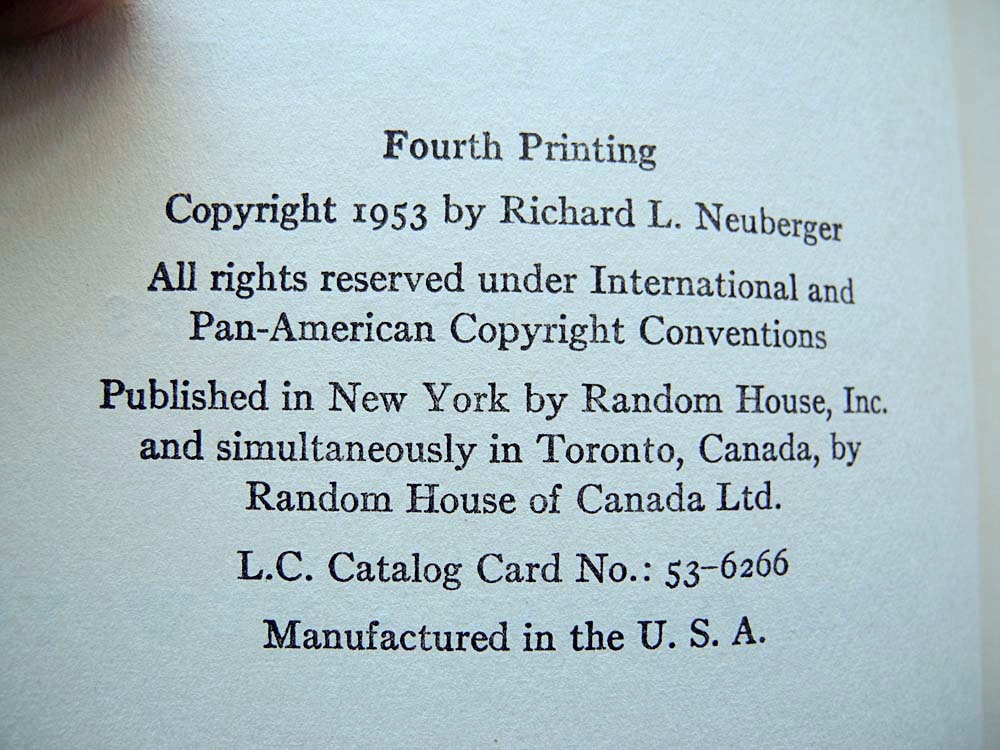 Fourth Printing
Copyright 1953 by Richard L. Neuberger
All rights reserved under International and
Pan-American Copyright Conventions
Published in New York by Random House, Inc.
and simultaneously in Toronto, Canada, by
Random House of Canada Ltd.
L.C. Catalog Card No.: 53–6266
Manufactured in the U. S. A.